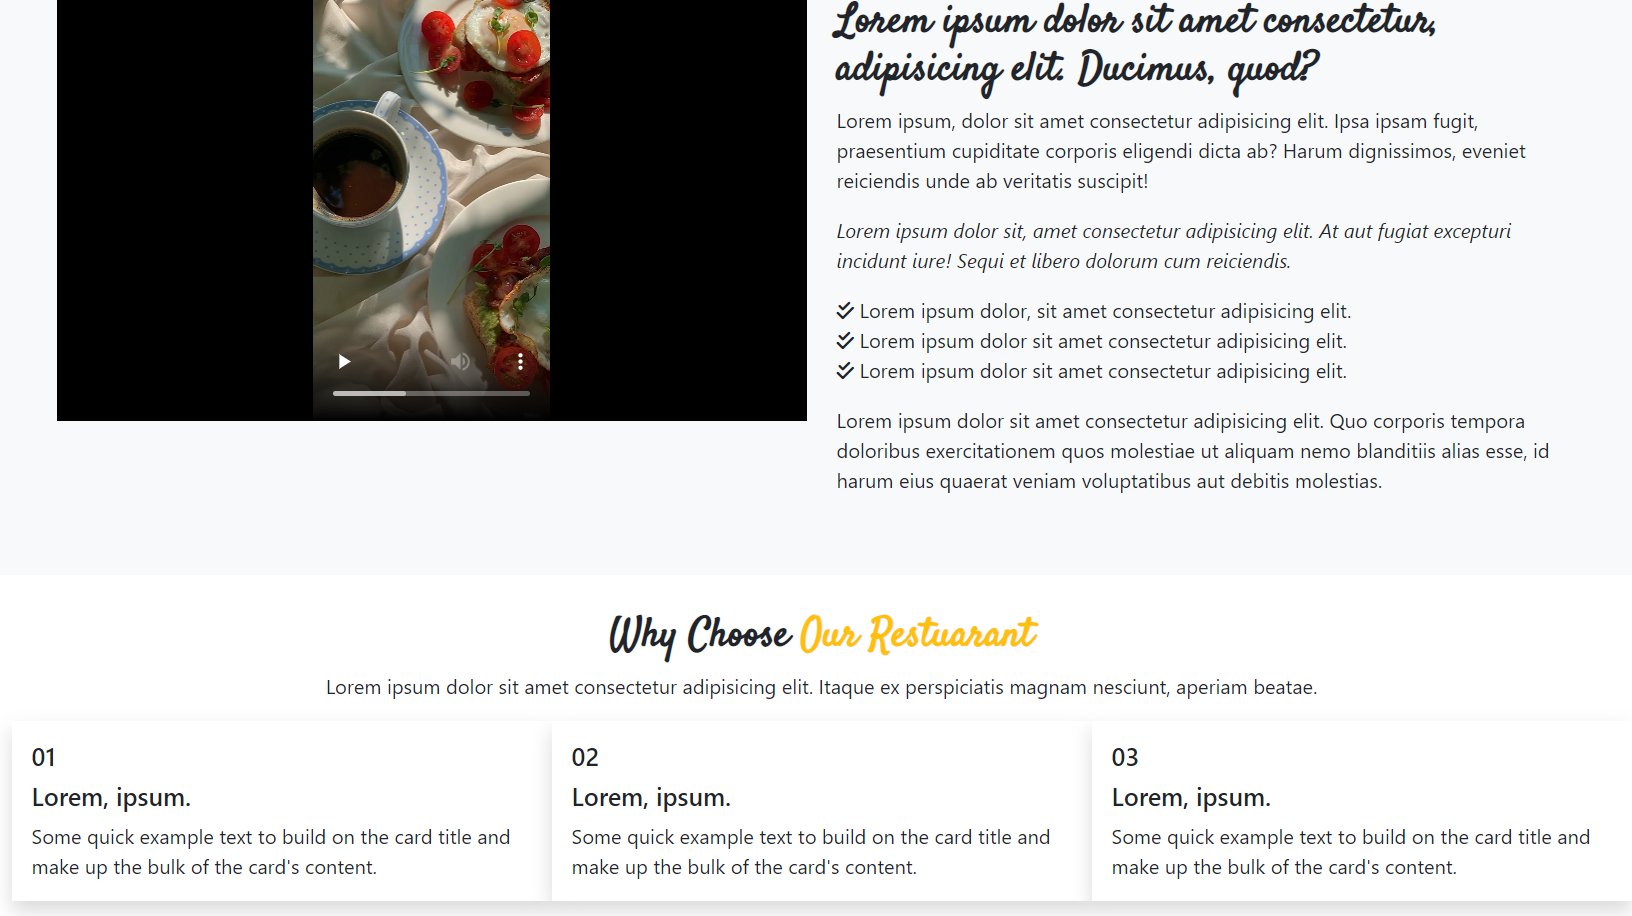 Lorem ipsum dolor sit amet consectetur,
adipisicing elit. Ducimus, quod?
Lorem ipsum, dolor sit amet consectetur adipisicing elit. Ipsa ipsam fugit,
praesentium cupiditate corporis eligendi dicta ab? Harum dignissimos, eveniet
reiciendis unde ab veritatis suscipit!
Lorem ipsum dolor sit, amet consectetur adipisicing elit. At aut fugiat excepturi
incidunt iure! Sequi et libero dolorum cum reiciendis.
Lorem ipsum dolor, sit amet consectetur adipisicing elit.
Lorem ipsum dolor sit amet consectetur adipisicing elit.
Lorem ipsum dolor sit amet consectetur adipisicing elit.
Lorem ipsum dolor sit amet consectetur adipisicing elit. Quo corporis tempora
doloribus exercitationem quos molestiae ut aliquam nemo blanditiis alias esse, id
harum eius quaerat veniam voluptatibus aut debitis molestias.
Why Choose Our Restuarant
Lorem ipsum dolor sit amet consectetur adipisicing elit. Itaque ex perspiciatis magnam nesciunt, aperiam beatae.
01
Lorem, ipsum.
Some quick example text to build on the card title and
make up the bulk of the card's content.
02
Lorem, ipsum.
Some quick example text to build on the card title and
make up the bulk of the card's content.
03
Lorem, ipsum.
Some quick example text to build on the card title and
make up the bulk of the card's content.